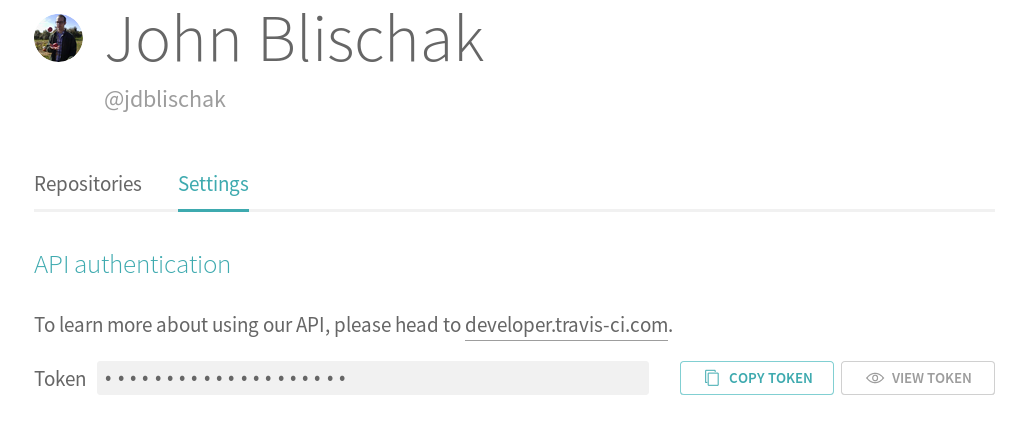 John Blischak
@jdblischak
Repositories Settings
API authentication
To learn more about using our API, please head to developer.travis-ci.com.
Token •••••••••••••••••••• COPY TOKEN VIEW TOKEN